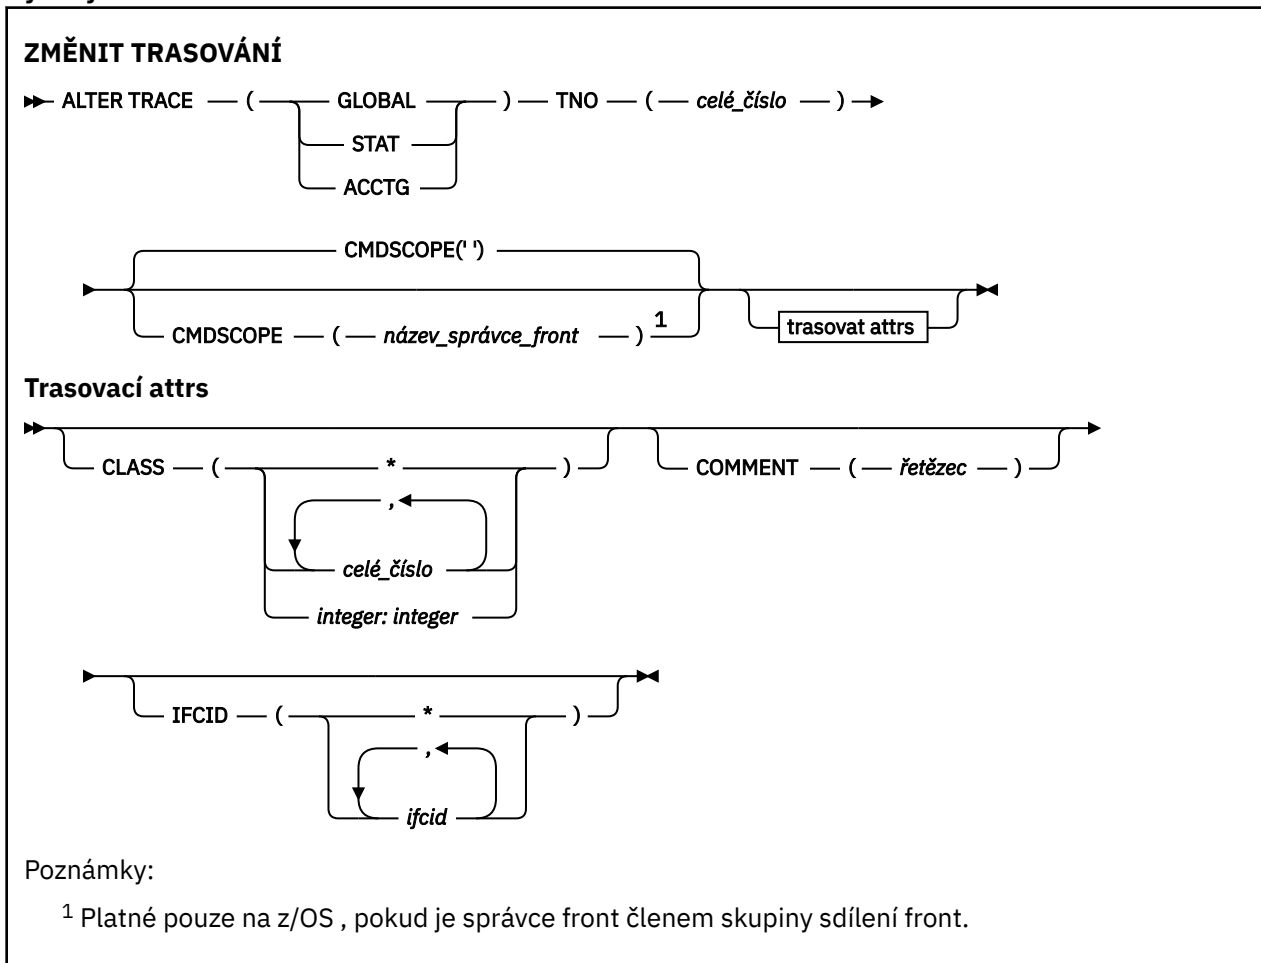 ZMĚNIT TRASOVÁNÍ
ALTER TRACE ( GLOBAL ) TNO ( celé_číslo )
STAT
ACCTG
CMDSCOPE(' ')
CMDSCOPE ( název_správce_front ) 1
trasovat attrs
Trasovací attrs
CLASS ( * ) COMMENT ( řetězec )
,
celé_číslo
integer: integer
IFCID ( * )
,
ifcid
Poznámky:
1 Platné pouze na z/OS , pokud je správce front členem skupiny sdílení front.